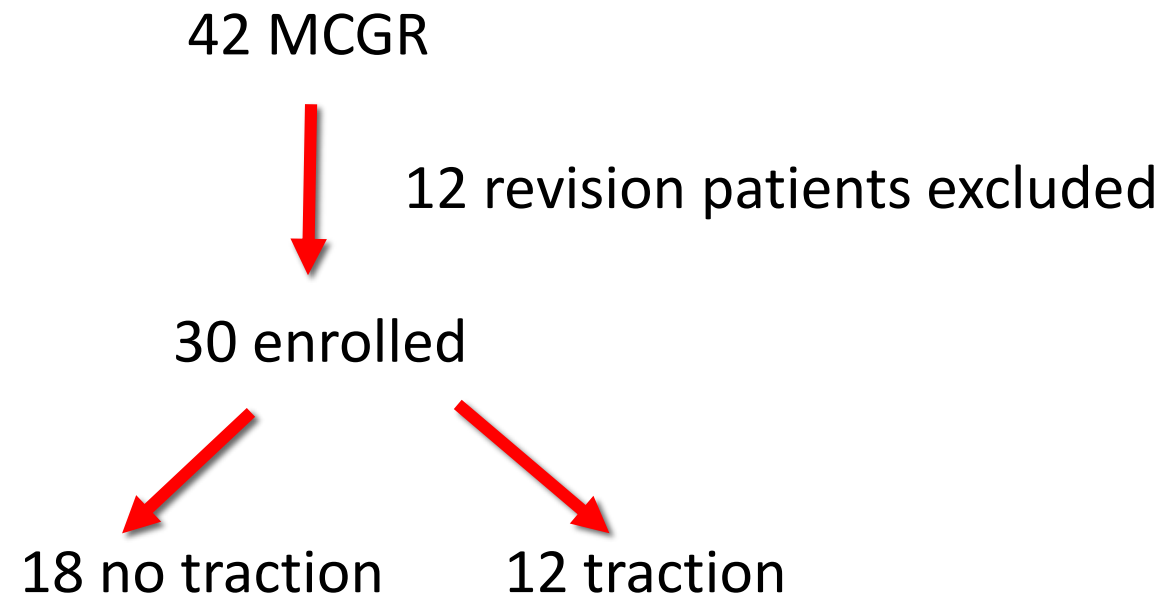 42 MCGR
12 revision patients excluded
30 enrolled
18 no traction
12 traction